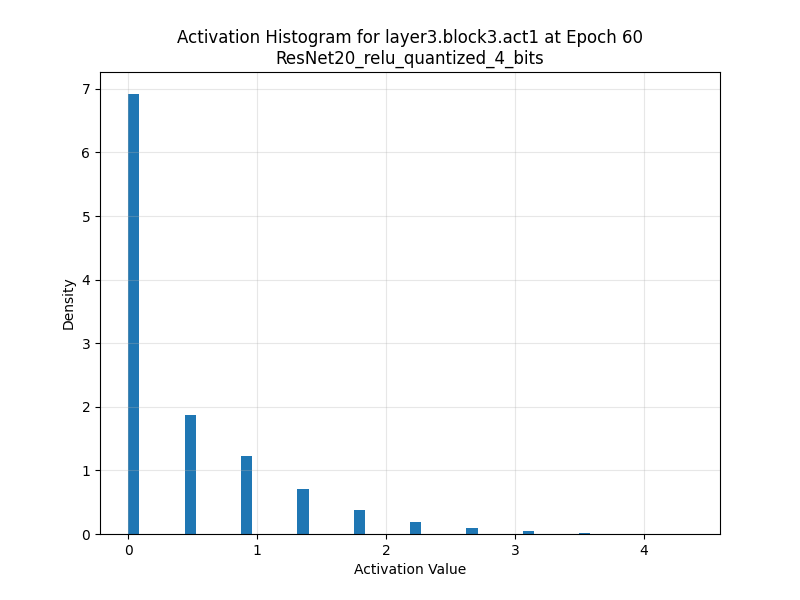 Activation Histogram for layer3.block3.act1 at Epoch 60
ResNet20_relu_quantized_4_bits
7
6
5
4
3
2
1
0
Density
0 1 2 3 4
Activation Value